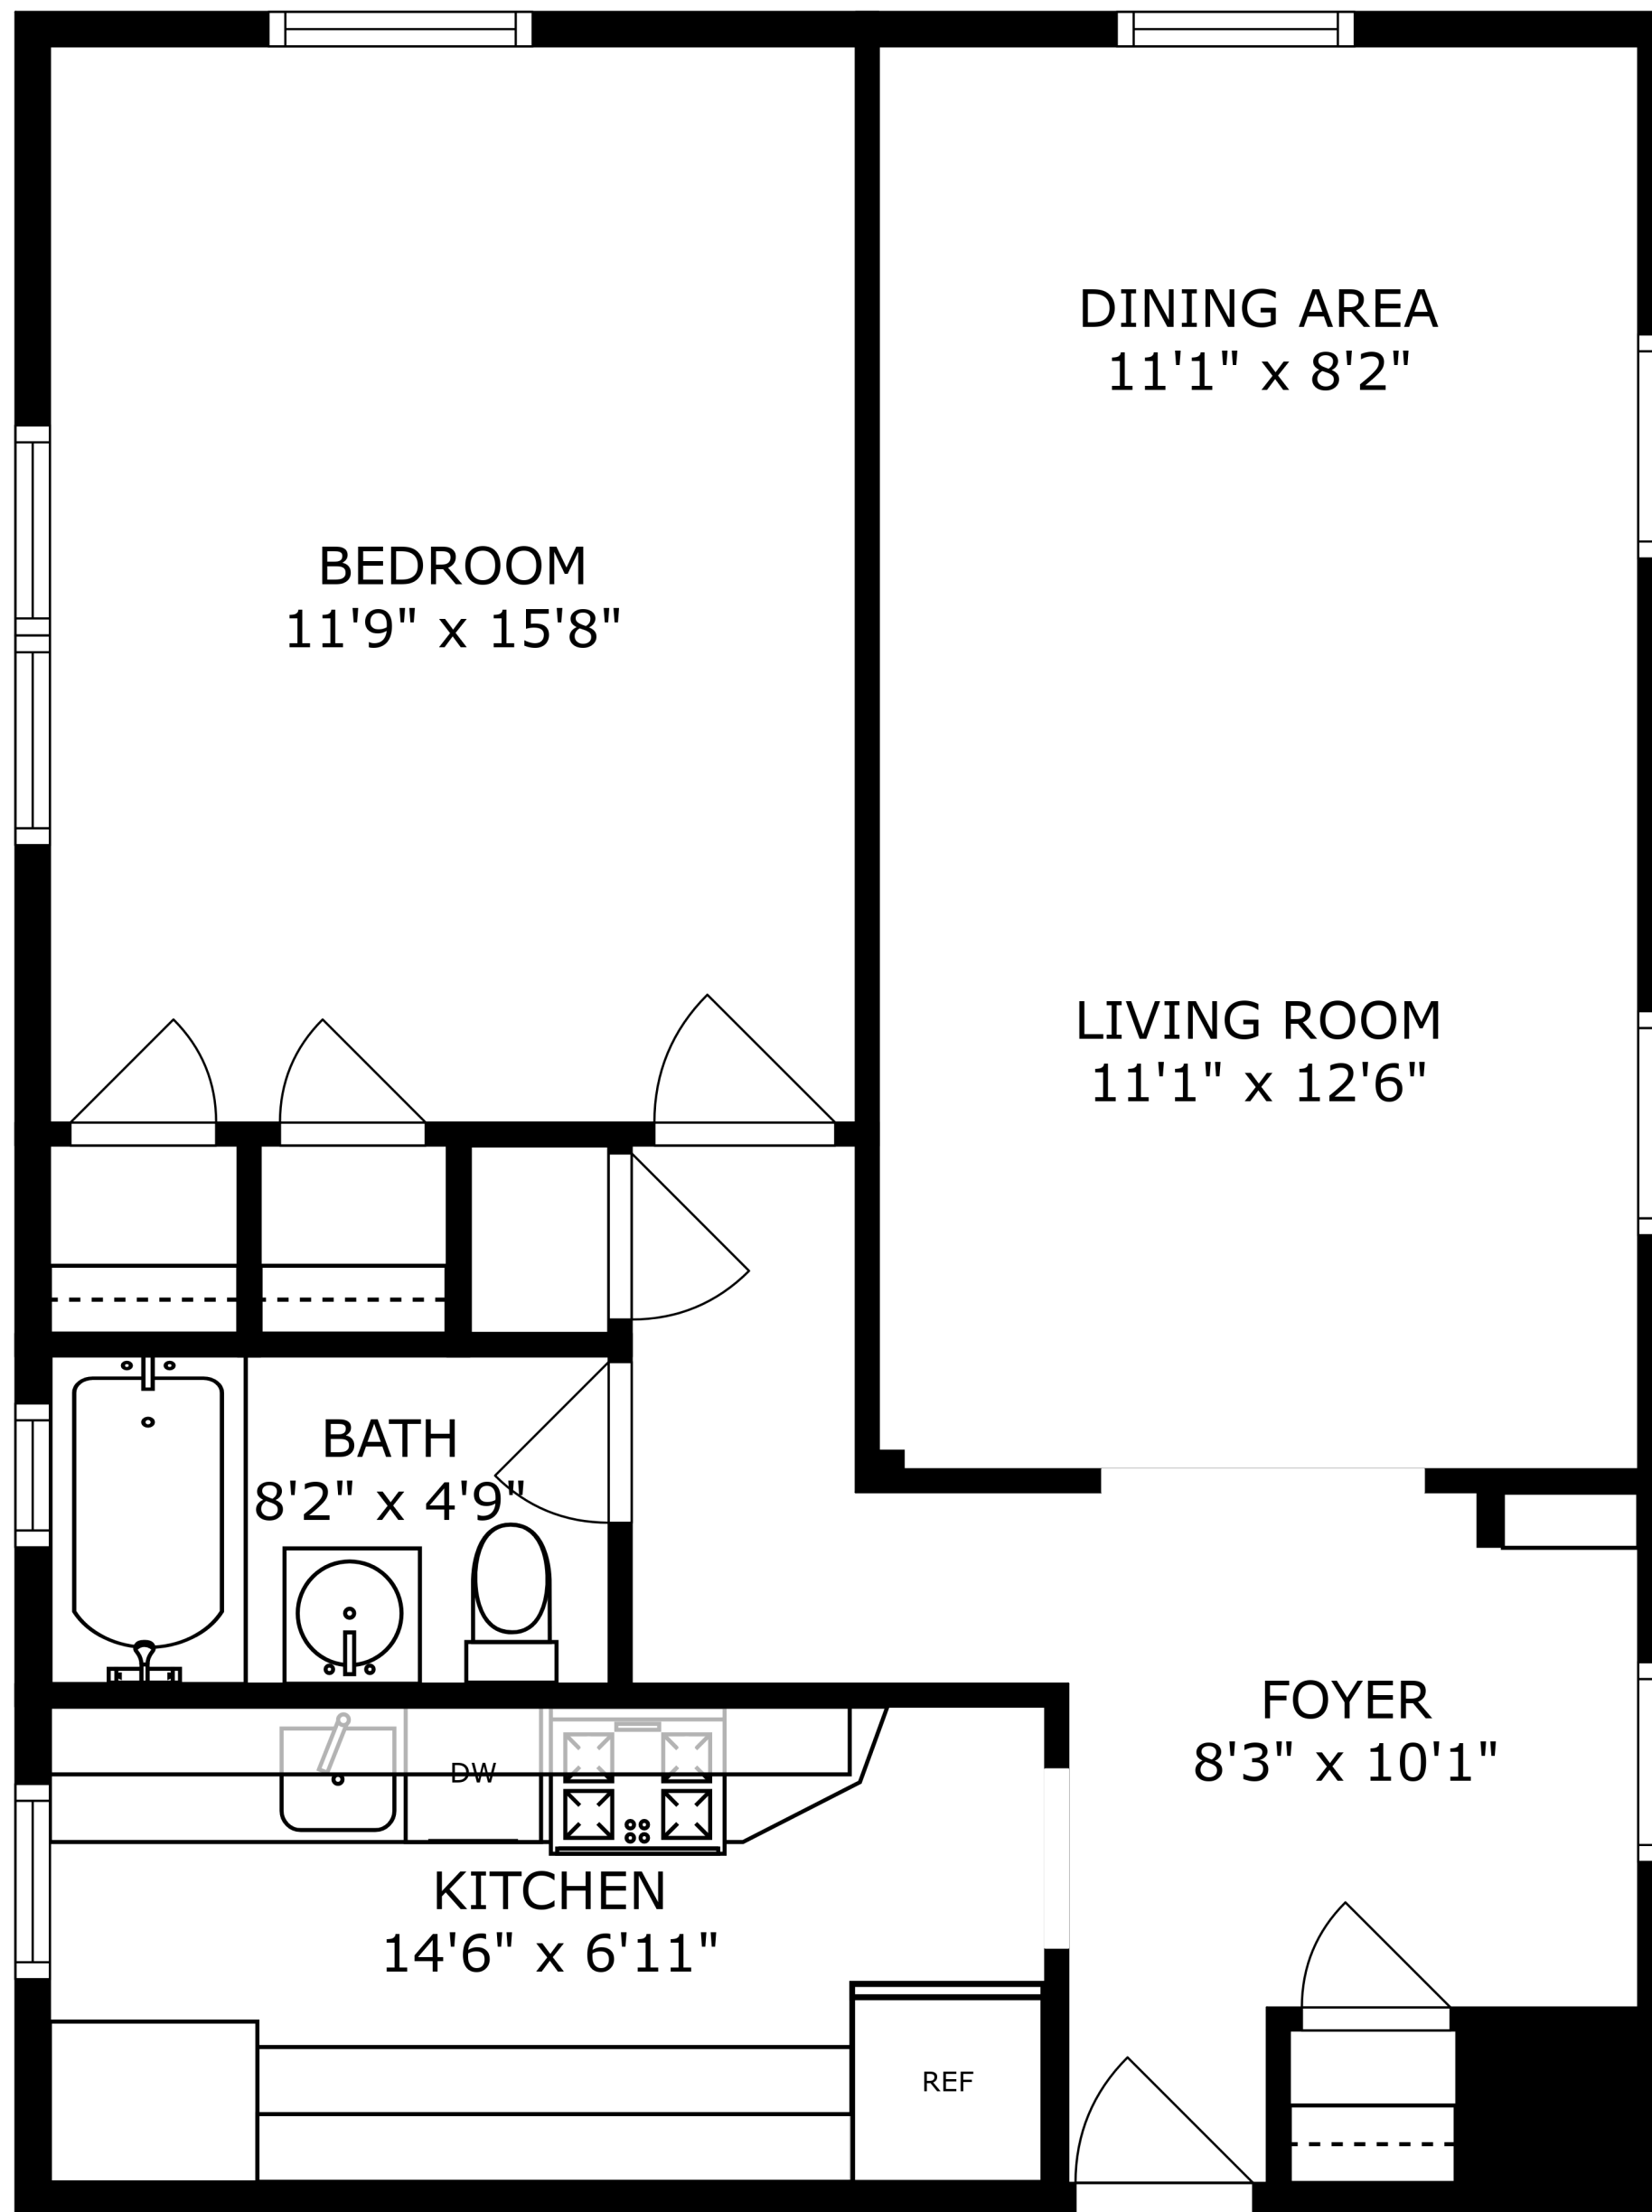 DINING AREA
11'1" x 8'2"
BEDROOM
11'9" x 15'8"
LIVING ROOM
11'1" x 12'6"
BATH
8'2" x 4'9"
FOYER
8'3" x 10'1"
DW
KITCHEN
14'6" x 6'11"
REF